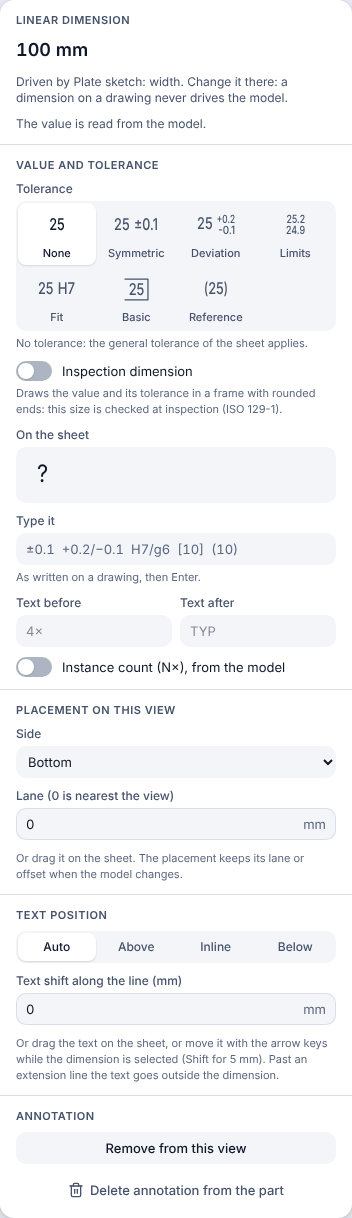 LINEAR DIMENSION
100 mm
Driven by Plate sketch: width. Change it there: a
dimension on a drawing never drives the model.
The value is read from the model.
VALUE AND TOLERANCE
Tolerance
25 25 ±0.1 25 +0.2 -0.1 25.2 24.9
None Symmetric Deviation Limits
25 H7 25 (25)
Fit Basic Reference
No tolerance: the general tolerance of the sheet applies.
Inspection dimension
Draws the value and its tolerance in a frame with rounded
ends: this size is checked at inspection (ISO 129-1).
On the sheet
?
Type it
±0.1 +0.2/−0.1 H7/g6 [10] (10)
As written on a drawing, then Enter.
Text before Text after
4× TYP
Instance count (N×), from the model
PLACEMENT ON THIS VIEW
Side
Bottom
Lane (0 is nearest the view)
0 mm
Or drag it on the sheet. The placement keeps its lane or
offset when the model changes.
TEXT POSITION
Auto Above Inline Below
Text shift along the line (mm)
0 mm
Or drag the text on the sheet, or move it with the arrow keys
while the dimension is selected (Shift for 5 mm). Past an
extension line the text goes outside the dimension.
ANNOTATION
Remove from this view
Delete annotation from the part